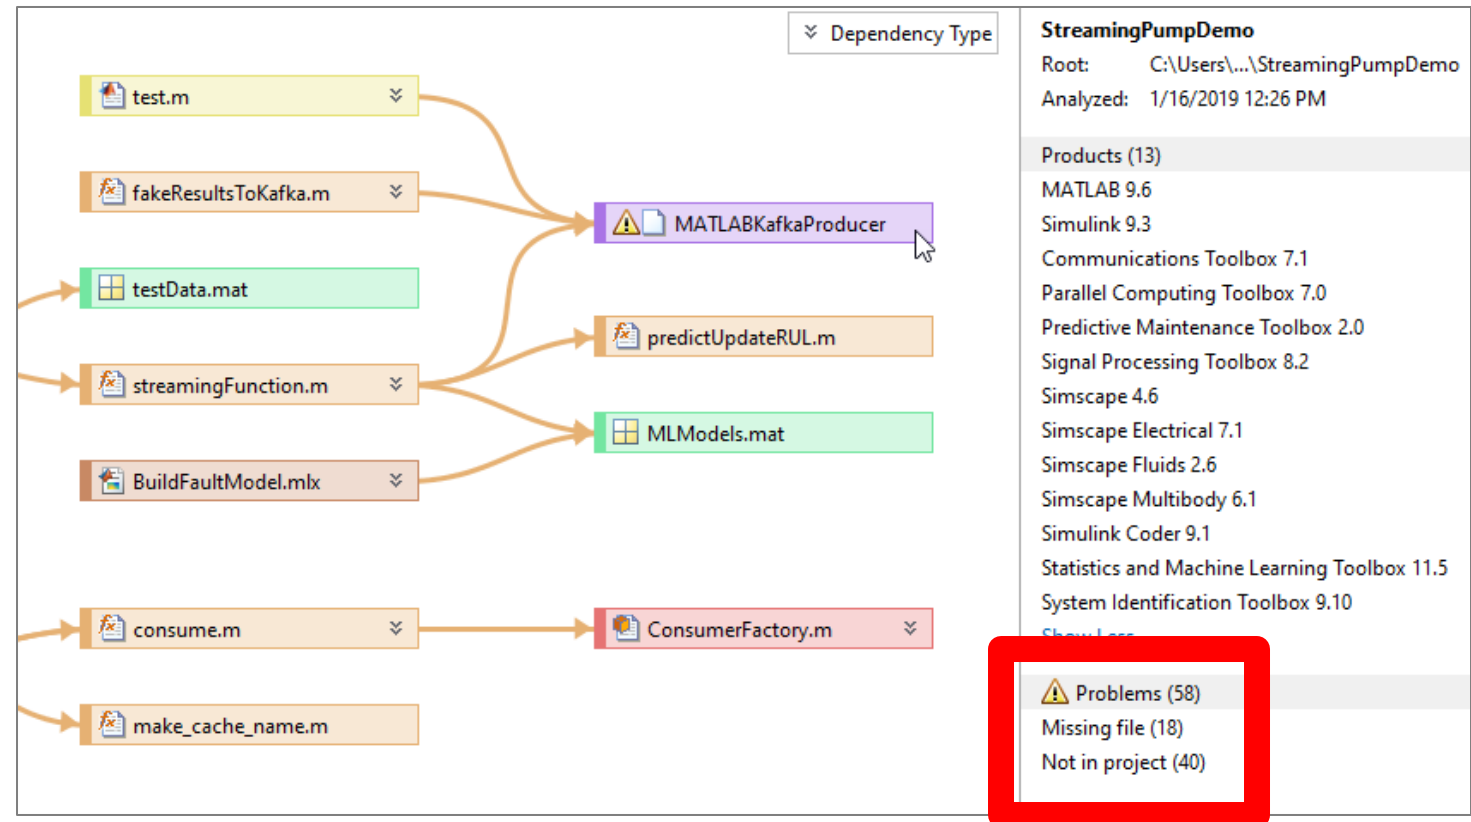 Dependency Type
test.m
fakeResultsToKafka.m
testData.mat
streamingFunction.m
BuildFaultModel.mlx
consume.m
make_cache_name.m
MATLABKafkaProducer
predictUpdateRUL.m
MLModels.mat
ConsumerFactory.m
StreamingPumpDemo
Root: C:\Users\...\StreamingPumpDemo
Analyzed: 1/16/2019 12:26 PM
Products (13)
MATLAB 9.6
Simulink 9.3
Communications Toolbox 7.1
Parallel Computing Toolbox 7.0
Predictive Maintenance Toolbox 2.0
Signal Processing Toolbox 8.2
Simscape 4.6
Simscape Electrical 7.1
Simscape Fluids 2.6
Simscape Multibody 6.1
Simulink Coder 9.1
Statistics and Machine Learning Toolbox 11.5
System Identification Toolbox 9.10
Show Less
Problems (58)
Missing file (18)
Not in project (40)